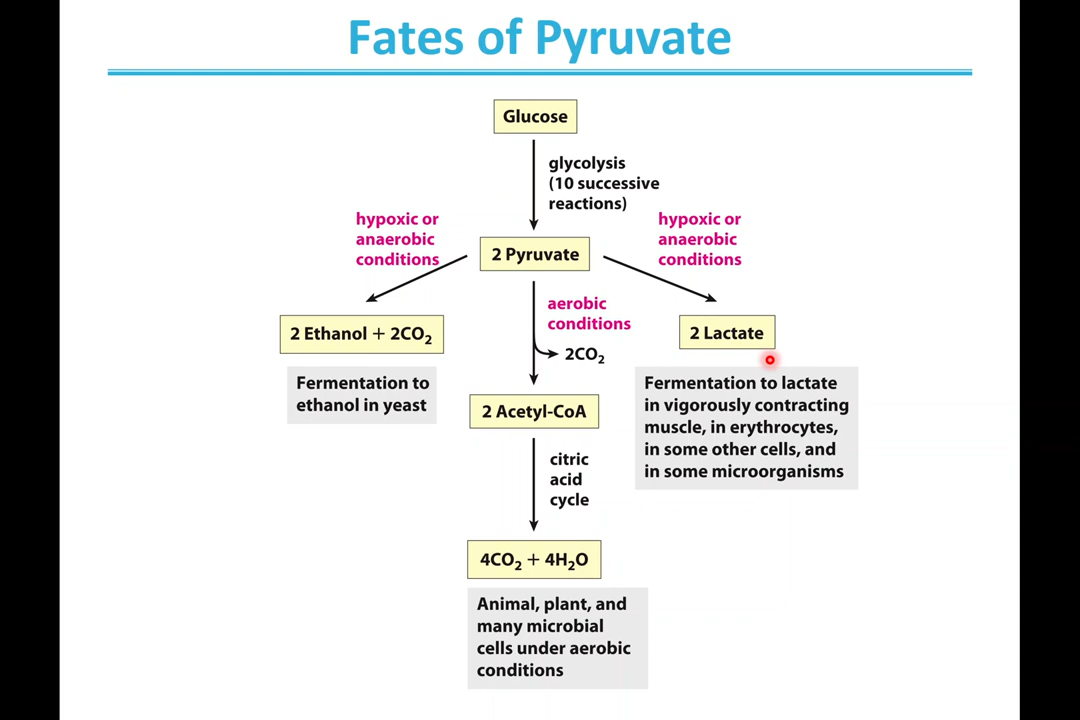 Fates of Pyruvate
Glucose
glycolysis
(10 successive
reactions)
hypoxic or
anaerobic
conditions
hypoxic or
anaerobic
conditions
2 Pyruvate
aerobic
conditions
2CO₂
2 Ethanol + 2CO₂
Fermentation to
ethanol in yeast
2 Lactate
Fermentation to lactate
in vigorously contracting
muscle, in erythrocytes,
in some other cells, and
in some microorganisms
2 Acetyl-CoA
citric
acid
cycle
4CO₂ + 4H₂O
Animal, plant, and
many microbial
cells under aerobic
conditions